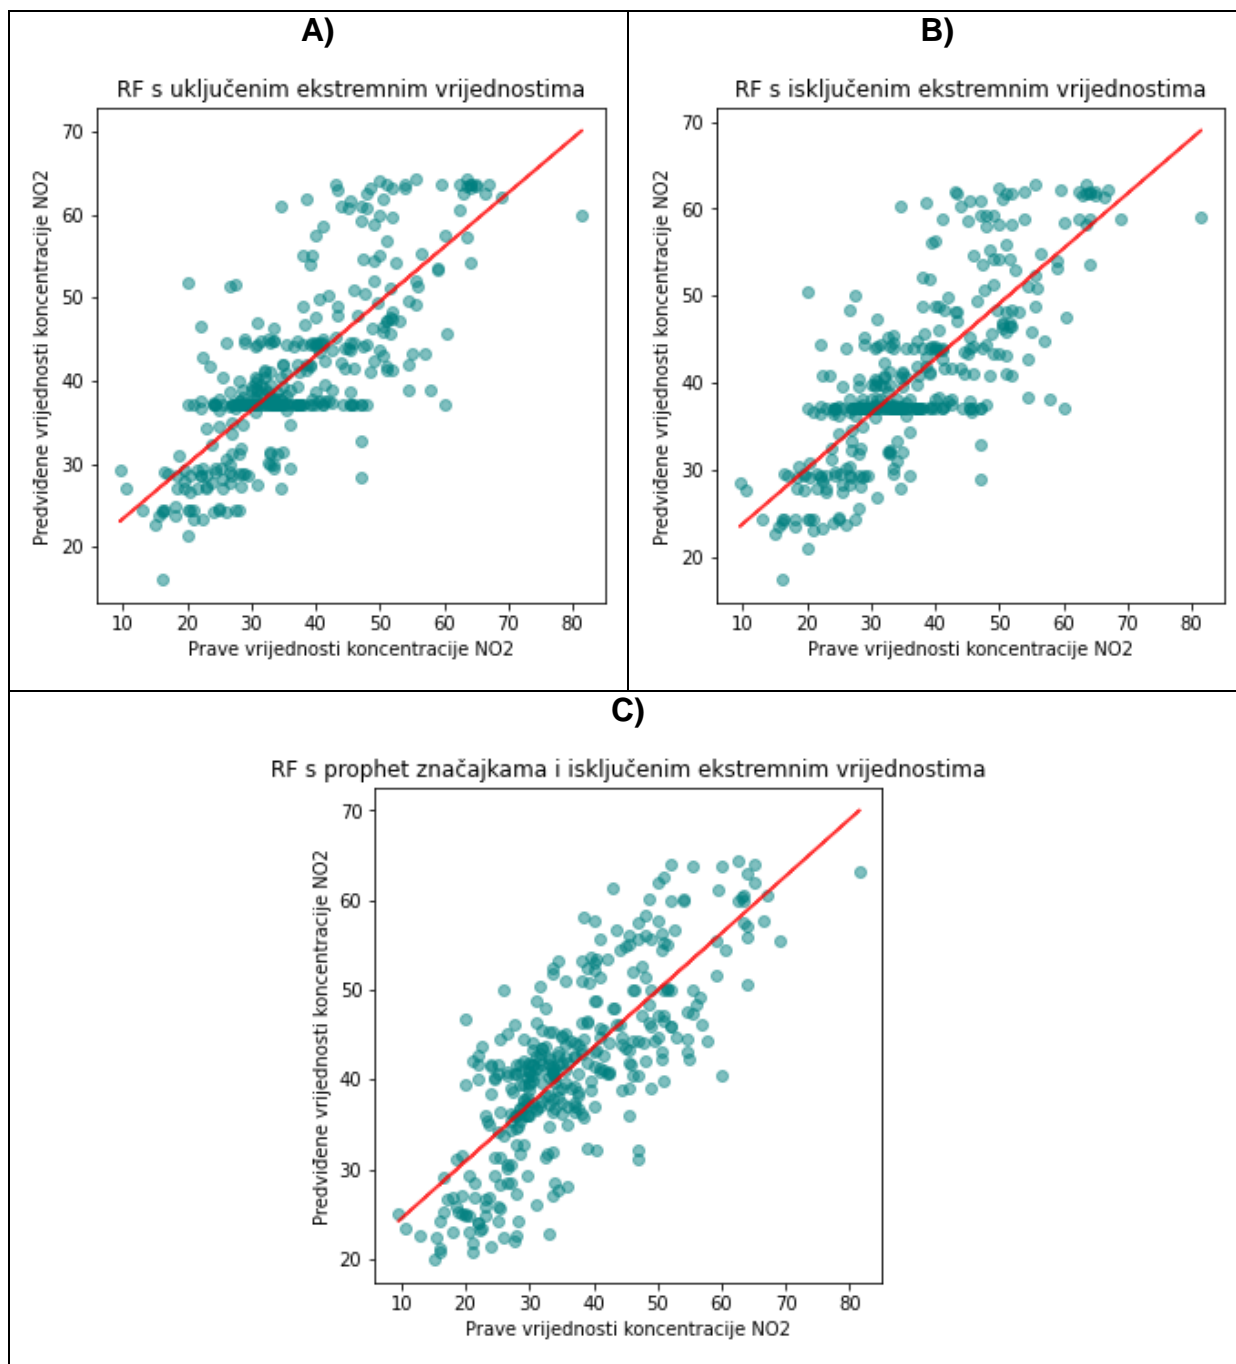 A)
RF s uključenim ekstremnim vrijednostima
70
60
50
40
30
20
Predviđene vrijednosti koncentracije NO2
10 20 30 40 50 60 70 80
Prave vrijednosti koncentracije NO2
B)
RF s isključenim ekstremnim vrijednostima
70
60
50
40
30
20
Predviđene vrijednosti koncentracije NO2
10 20 30 40 50 60 70 80
Prave vrijednosti koncentracije NO2
C)
RF s prophet značajkama i isključenim ekstremnim vrijednostima
70
60
50
40
30
20
Predviđene vrijednosti koncentracije NO2
10 20 30 40 50 60 70 80
Prave vrijednosti koncentracije NO2